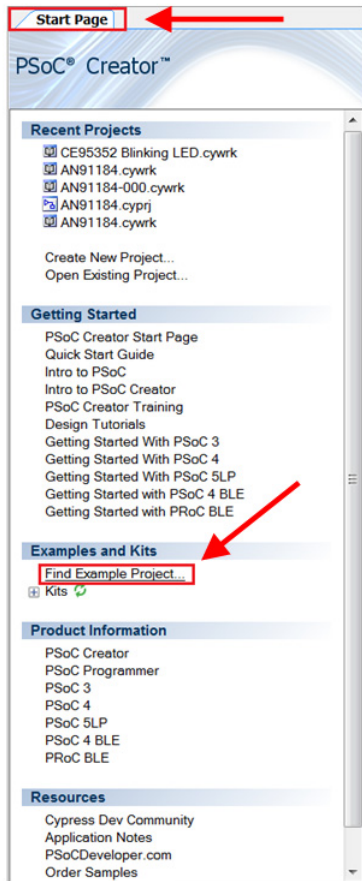 Start Page
PSoC® Creator™
Recent Projects
CE95352 Blinking LED.cywrk
AN91184.cywrk
AN91184-000.cywrk
AN91184.cyprj
AN91184.cywrk
Create New Project...
Open Existing Project...
Getting Started
PSoC Creator Start Page
Quick Start Guide
Intro to PSoC
Intro to PSoC Creator
PSoC Creator Training
Design Tutorials
Getting Started With PSoC 3
Getting Started With PSoC 4
Getting Started With PSoC 5LP
Getting Started with PSoC 4 BLE
Getting Started with PRoC BLE
Examples and Kits
Find Example Project...
Kits
Product Information
PSoC Creator
PSoC Programmer
PSoC 3
PSoC 4
PSoC 5LP
PSoC 4 BLE
PRoC BLE
Resources
Cypress Dev Community
Application Notes
PSoCDeveloper.com
Order Samples